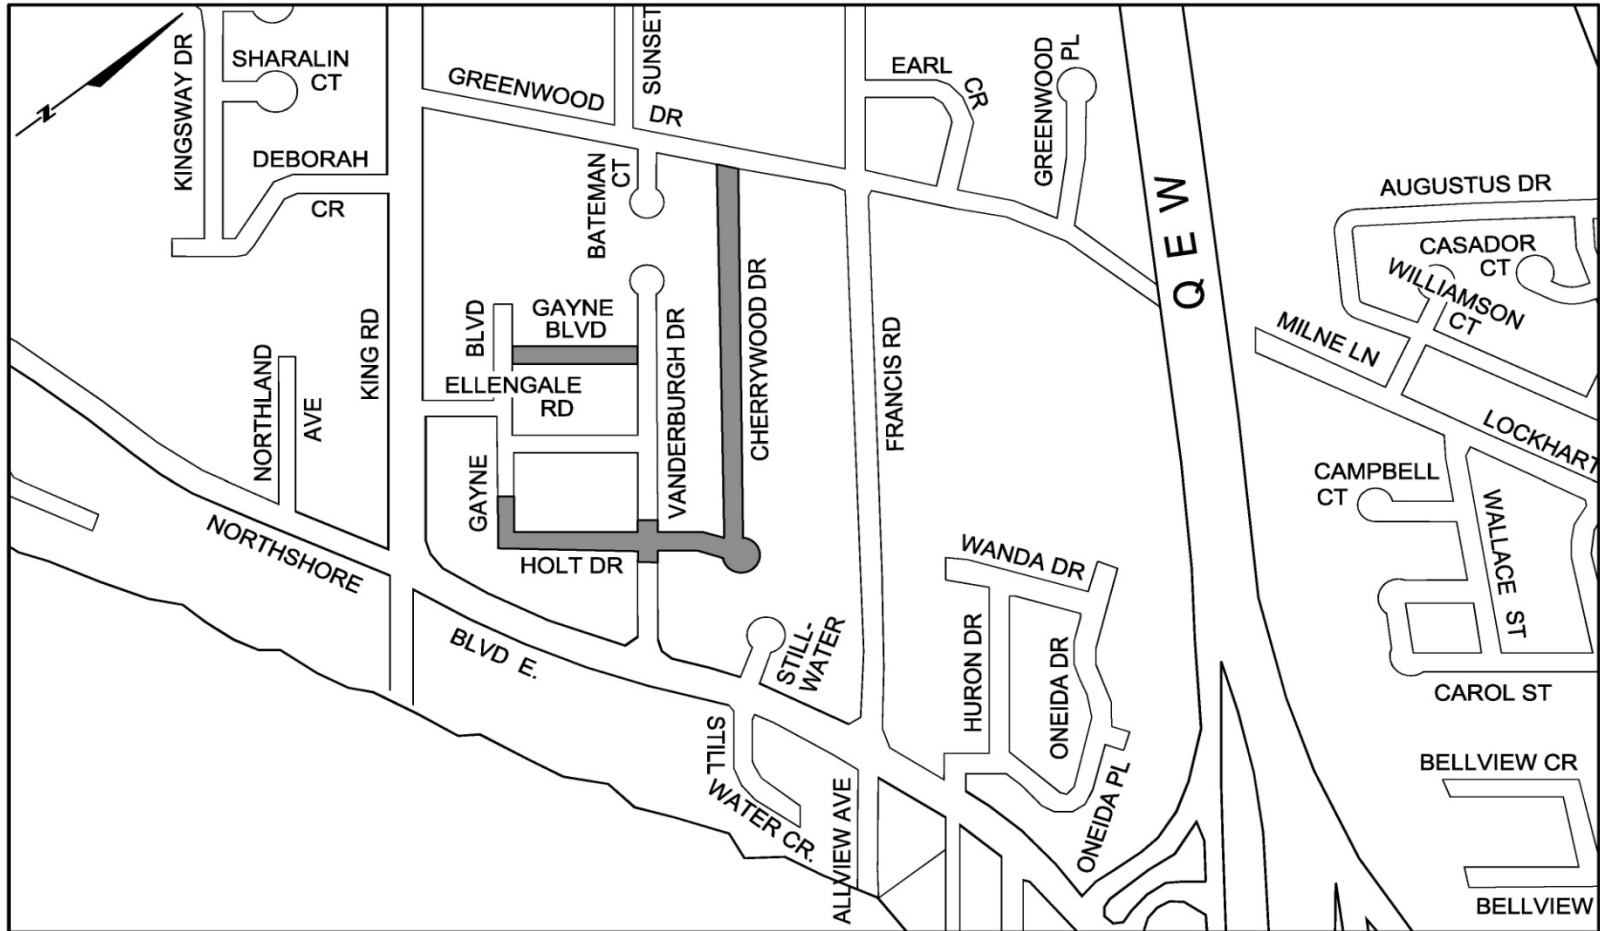 N
KINGSWAY DR
SHARALIN
CT
DEBORAH
CR
GREENWOOD
DR
SUNSET
BATEMAN
CT
EARL
CR
GREENWOOD
PL
Q E W
AUGUSTUS DR
CASADOR
CT
WILLIAMSON
CT
MILNE LN
LOCKHART
CAMPBELL
CT
WALLACE ST
CAROL ST
BELLVIEW CR
BELLVIEW
KING RD
NORTHLAND
AVE
BLVD
GAYNE
BLVD
ELLENGALE
RD
GAYNE
HOLT DR
VANDERBURGH DR
CHERRYWOOD DR
FRANCIS RD
NORTHSHORE
BLVD E.
STILL-
WATER
STILL
WATER CR.
ALLVIEW AVE
WANDA DR
HURON DR
ONEIDA DR
ONEIDA PL